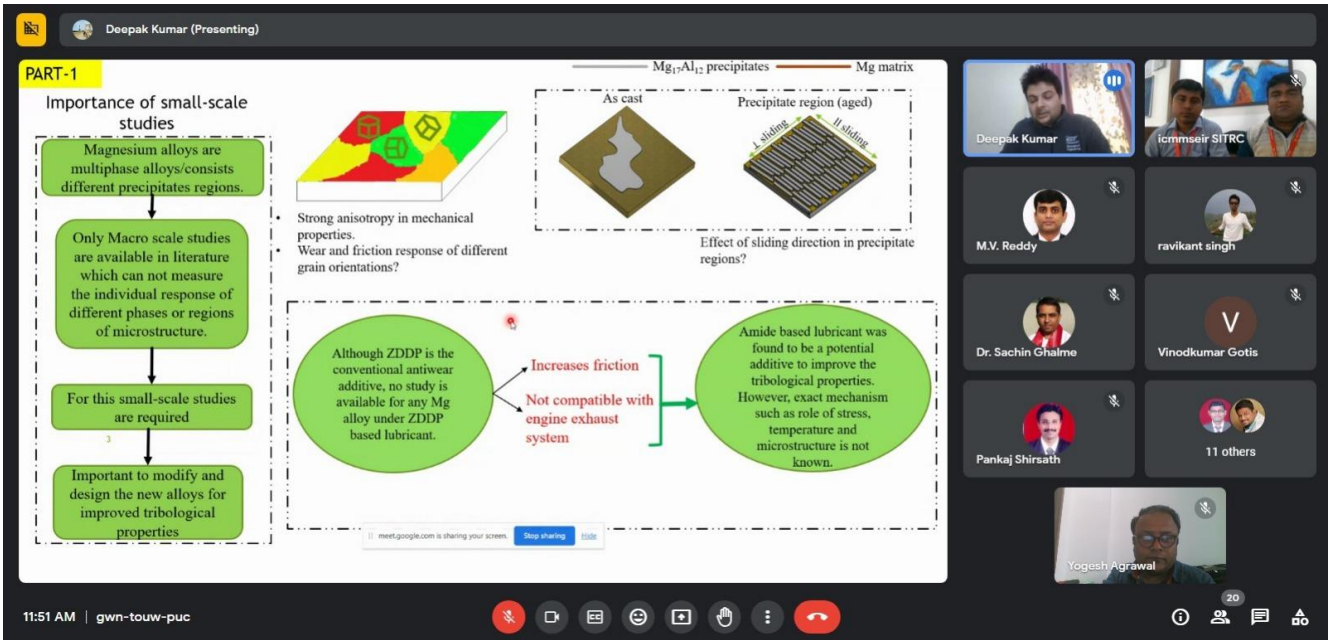 Deepak Kumar (Presenting)
PART-1
Importance of small-scale
studies
Magnesium alloys are
multiphase alloys/consists
different precipitates regions.
Only Macro scale studies
are available in literature
which can not measure
the individual response of
different phases or regions
of microstructure.
For this small-scale studies
are required
3
Important to modify and
design the new alloys for
improved tribological
properties
• Strong anisotropy in mechanical
properties.
• Wear and friction response of different
grain orientations?
Mg₁₇Al₁₂ precipitates
Mg matrix
As cast
Precipitate region (aged)
⊥ sliding
II sliding
Effect of sliding direction in precipitate
regions?
Although ZDDP is the
conventional antiwear
additive, no study is
available for any Mg
alloy under ZDDP
based lubricant.
Increases friction
Not compatible with
engine exhaust
system
Amide based lubricant was
found to be a potential
additive to improve the
tribological properties.
However, exact mechanism
such as role of stress,
temperature and
microstructure is not
known.
meet.google.com is sharing your screen.
Stop sharing
Hide
Deepak Kumar
icmmseir SITRC
M.V. Reddy
ravikant singh
Dr. Sachin Ghalme
V
Vinodkumar Gotis
Pankaj Shirsath
11 others
Yogesh Agrawal
11:51 AM | gwn-touw-puc
CC
20